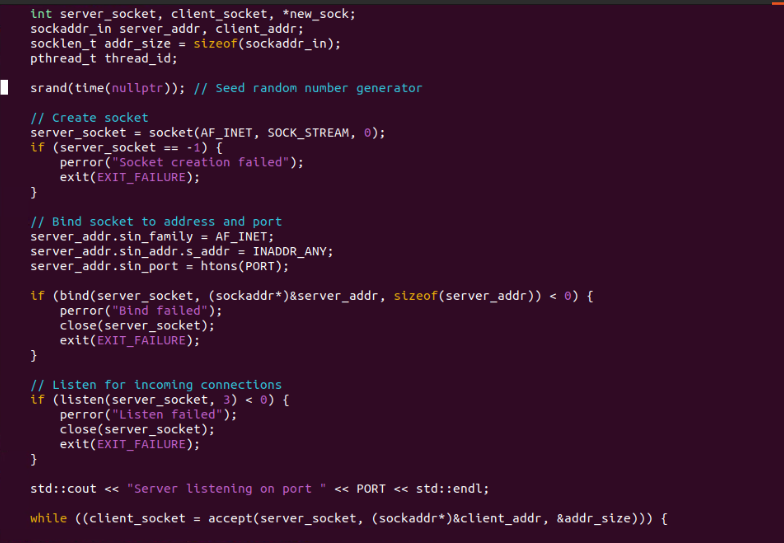 int server_socket, client_socket, *new_sock;
sockaddr_in server_addr, client_addr;
socklen_t addr_size = sizeof(sockaddr_in);
pthread_t thread_id;
srand(time(nullptr)); // Seed random number generator
// Create socket
server_socket = socket(AF_INET, SOCK_STREAM, 0);
if (server_socket == -1) {
perror("Socket creation failed");
exit(EXIT_FAILURE);
}
// Bind socket to address and port
server_addr.sin_family = AF_INET;
server_addr.sin_addr.s_addr = INADDR_ANY;
server_addr.sin_port = htons(PORT);
if (bind(server_socket, (sockaddr*)&server_addr, sizeof(server_addr)) < 0) {
perror("Bind failed");
close(server_socket);
exit(EXIT_FAILURE);
}
// Listen for incoming connections
if (listen(server_socket, 3) < 0) {
perror("Listen failed");
close(server_socket);
exit(EXIT_FAILURE);
}
std::cout << "Server listening on port " << PORT << std::endl;
while ((client_socket = accept(server_socket, (sockaddr*)&client_addr, &addr_size))) {